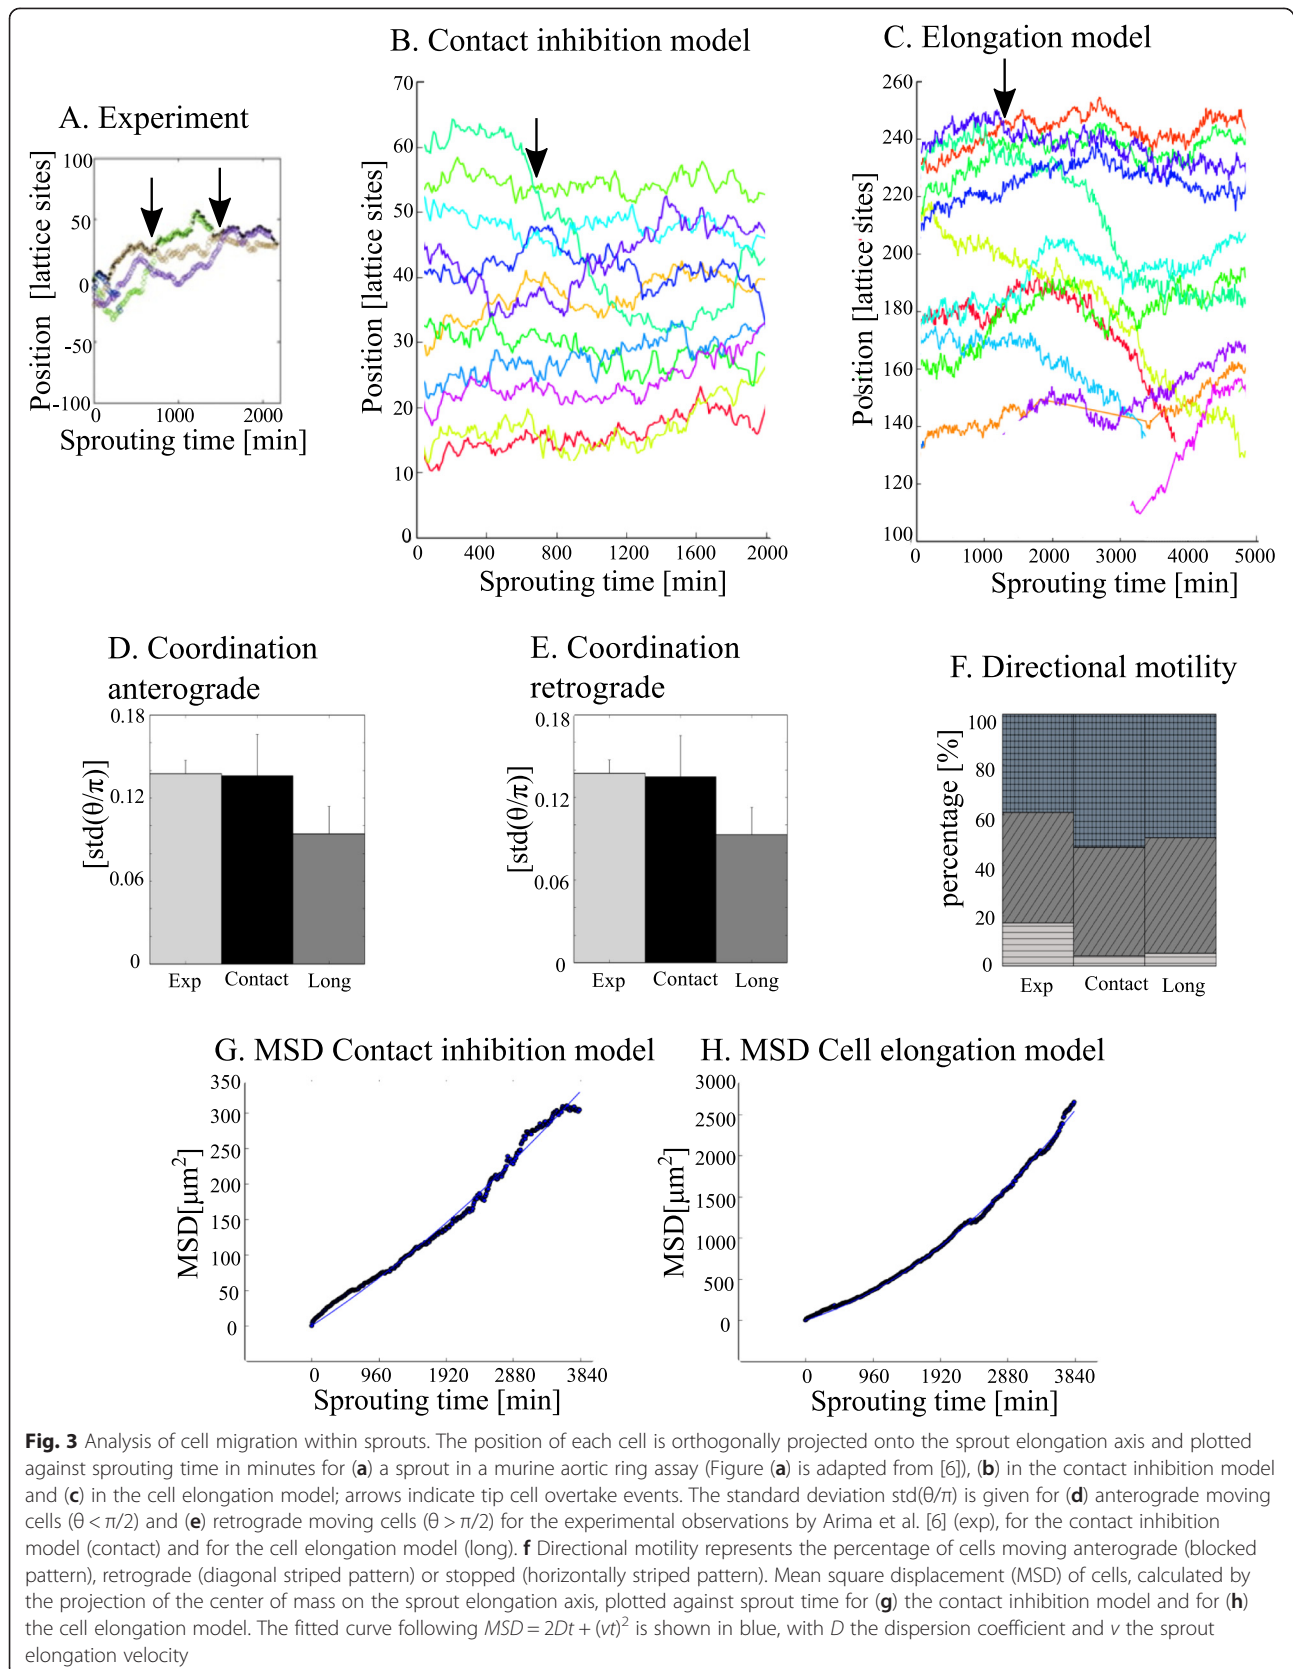 A. Experiment
Position [lattice sites]
100
50
0
-50
-100
0
1000
2000
Sprouting time [min]
B. Contact inhibition model
Position [lattice sites]
70
60
50
40
30
20
10
0
0
400
800
1200
1600
2000
Sprouting time [min]
C. Elongation model
Position [lattice sites]
260
240
220
200
180
160
140
120
100
0
1000
2000
3000
4000
5000
Sprouting time [min]
D. Coordination
anterograde
[std(θ/π)]
0.18
0.12
0.06
0
Exp
Contact
Long
E. Coordination
retrograde
[std(θ/π)]
0.18
0.12
0.06
0
Exp
Contact
Long
F. Directional motility
percentage [%]
100
80
60
40
20
0
Exp
Contact
Long
G. MSD Contact inhibition model
MSD[µm²]
350
300
250
200
150
100
50
0
0
960
1920
2880
3840
Sprouting time [min]
H. MSD Cell elongation model
MSD[µm²]
3000
2500
2000
1500
1000
500
0
0
960
1920
2880
3840
Sprouting time [min]
Fig. 3 Analysis of cell migration within sprouts. The position of each cell is orthogonally projected onto the sprout elongation axis and plotted
against sprouting time in minutes for (a) a sprout in a murine aortic ring assay (Figure (a) is adapted from [6]), (b) in the contact inhibition model
and (c) in the cell elongation model; arrows indicate tip cell overtake events. The standard deviation std(θ/π) is given for (d) anterograde moving
cells (θ < π/2) and (e) retrograde moving cells (θ > π/2) for the experimental observations by Arima et al. [6] (exp), for the contact inhibition
model (contact) and for the cell elongation model (long). f Directional motility represents the percentage of cells moving anterograde (blocked
pattern), retrograde (diagonal striped pattern) or stopped (horizontally striped pattern). Mean square displacement (MSD) of cells, calculated by
the projection of the center of mass on the sprout elongation axis, plotted against sprout time for (g) the contact inhibition model and for (h)
the cell elongation model. The fitted curve following MSD = 2Dt + (vt)² is shown in blue, with D the dispersion coefficient and v the sprout
elongation velocity